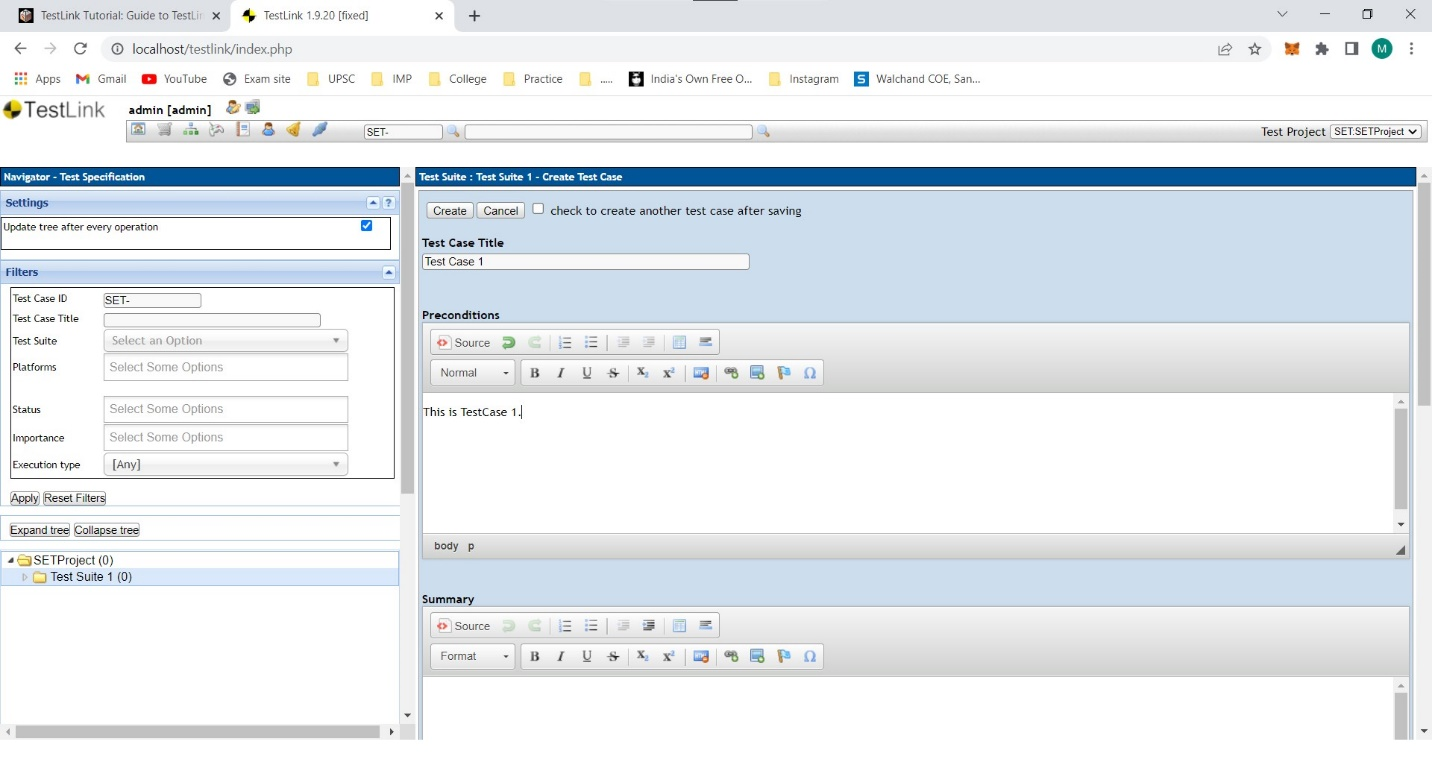 TestLink Tutorial: Guide to TestLin
TestLink 1.9.20 [fixed]
localhost/testlink/index.php
M
Apps
Gmail
YouTube
Exam site
UPSC
IMP
College
Practice
.....
India's Own Free O...
Instagram
S
Walchand COE, San...
TestLink
admin [admin]
SET-
Test Project SET:SETProject
Navigator - Test Specification
Settings
?
Update tree after every operation
Filters
Test Case ID SET-
Test Case Title
Test Suite Select an Option
Platforms Select Some Options
Status Select Some Options
Importance Select Some Options
Execution type [Any]
Apply Reset Filters
Expand tree Collapse tree
SETProject (0)
Test Suite 1 (0)
Test Suite : Test Suite 1 - Create Test Case
Create Cancel check to create another test case after saving
Test Case Title
Test Case 1
Preconditions
Source
Normal B I U S X₂ X² Ω
This is TestCase 1.
body p
Summary
Source
Format B I U S X₂ X² Ω